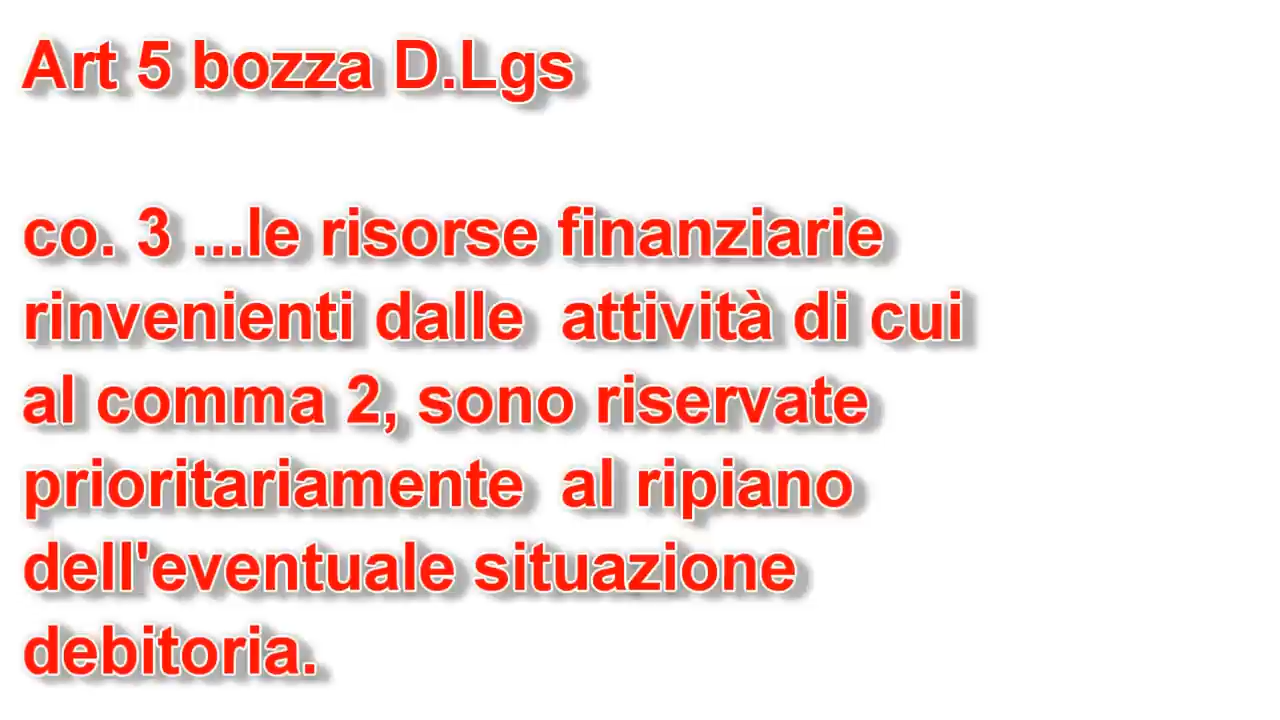 Art 5 bozza D.Lgs
co. 3 ...le risorse finanziarie
rinvenienti dalle  attività di cui
al comma 2, sono riservate
prioritariamente  al ripiano
dell'eventuale situazione
debitoria.